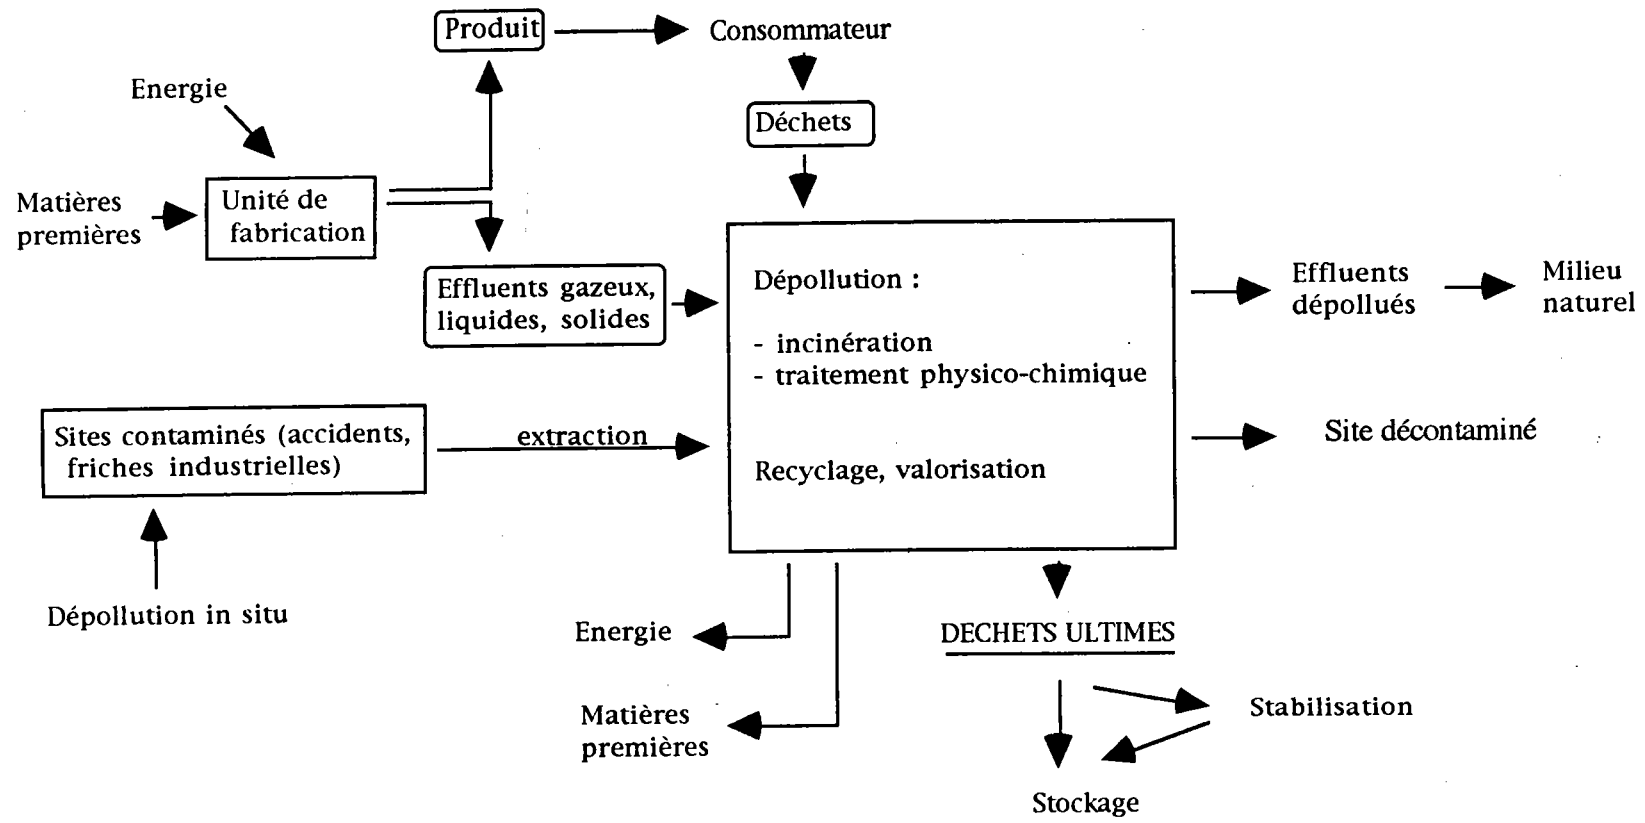 Produit
Consommateur
Energie
Déchets
Matières
premières
Unité de
fabrication
Effluents gazeux,
liquides, solides
Dépollution :
- incinération
- traitement physico-chimique
Recyclage, valorisation
Effluents
dépollués
Milieu
naturel
Sites contaminés (accidents,
friches industrielles)
extraction
Site décontaminé
Dépollution in situ
Energie
Matières
premières
DECHETS ULTIMES
Stabilisation
Stockage